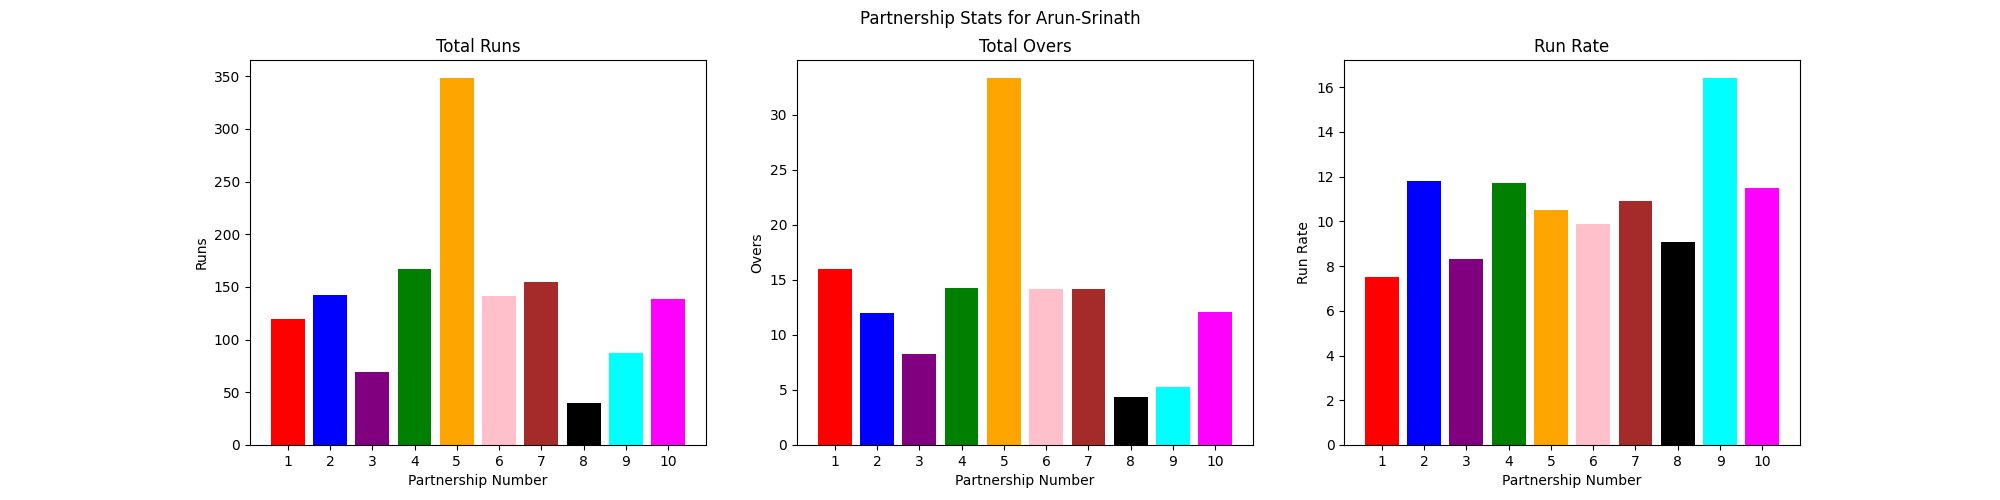 Partnership Stats for Arun-Srinath
Total Runs
350
300
250
200
150
100
50
0
Runs
1 2 3 4 5 6 7 8 9 10
Partnership Number
Total Overs
30
25
20
15
10
5
0
Overs
1 2 3 4 5 6 7 8 9 10
Partnership Number
Run Rate
16
14
12
10
8
6
4
2
0
Run Rate
1 2 3 4 5 6 7 8 9 10
Partnership Number